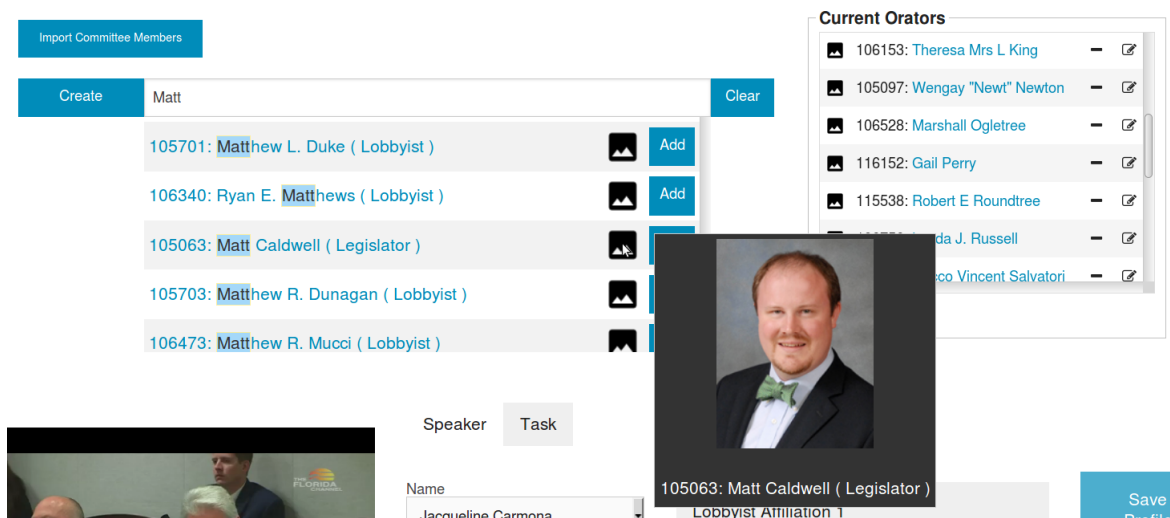 Import Committee Members
Create
Matt
Clear
105701: Matthew L. Duke ( Lobbyist )
Add
106340: Ryan E. Matthews ( Lobbyist )
Add
105063: Matt Caldwell ( Legislator )
105703: Matthew R. Dunagan ( Lobbyist )
106473: Matthew R. Mucci ( Lobbyist )
Current Orators
106153: Theresa Mrs L King
105097: Wengay "Newt" Newton
106528: Marshall Ogletree
116152: Gail Perry
115538: Robert E Roundtree
da J. Russell
cco Vincent Salvatori
105063: Matt Caldwell ( Legislator )
Speaker
Task
THE
FLORIDA
CHANNEL
Name
Jacqueline Carmona
Lobbyist Affiliation 1
Save